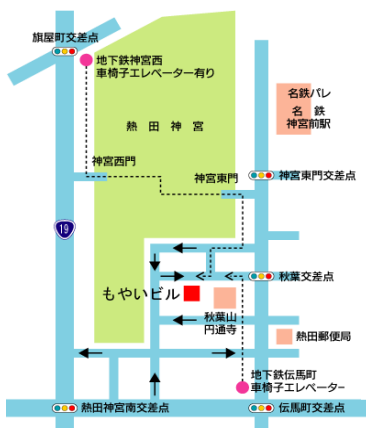 旗屋町交差点
地下鉄神宮西
車椅子エレベーター有り
名鉄パレ
名 鉄
神宮前駅
熱 田 神 宮
神宮西門
神宮東門
神宮東門交差点
19
秋葉交差点
もやいビル
秋葉山
円通寺
熱田郵便局
地下鉄伝馬町
車椅子エレベーター
熱田神宮南交差点
伝馬町交差点